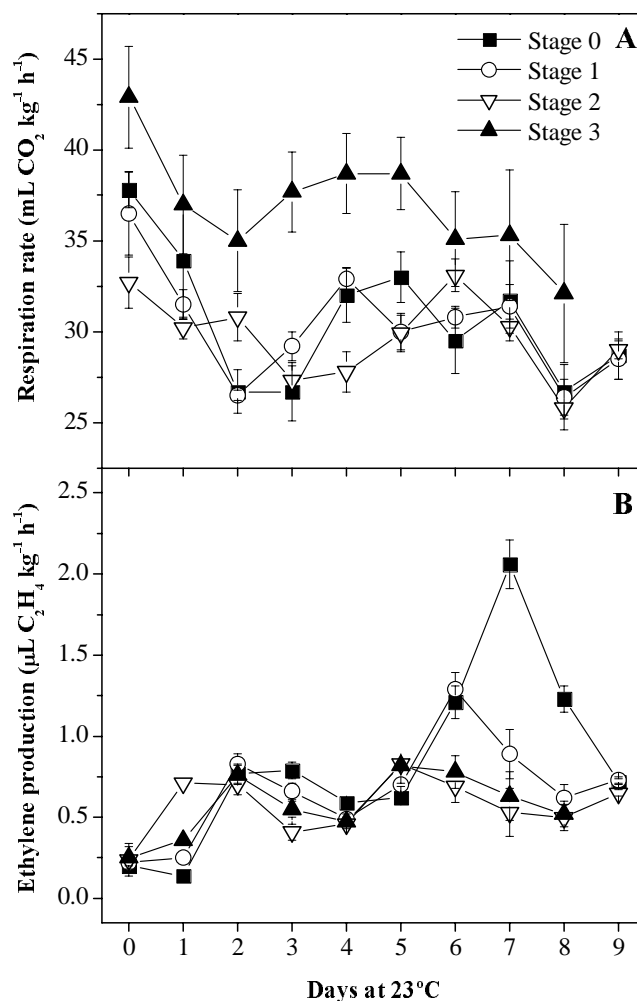 A
Stage 0
Stage 1
Stage 2
Stage 3
45
40
35
30
25
Respiration rate (mL CO₂ kg⁻¹ h⁻¹)
B
2.5
2.0
1.5
1.0
0.5
0.0
Ethylene production (µL C₂H₄ kg⁻¹ h⁻¹)
0 1 2 3 4 5 6 7 8 9
Days at 23ºC